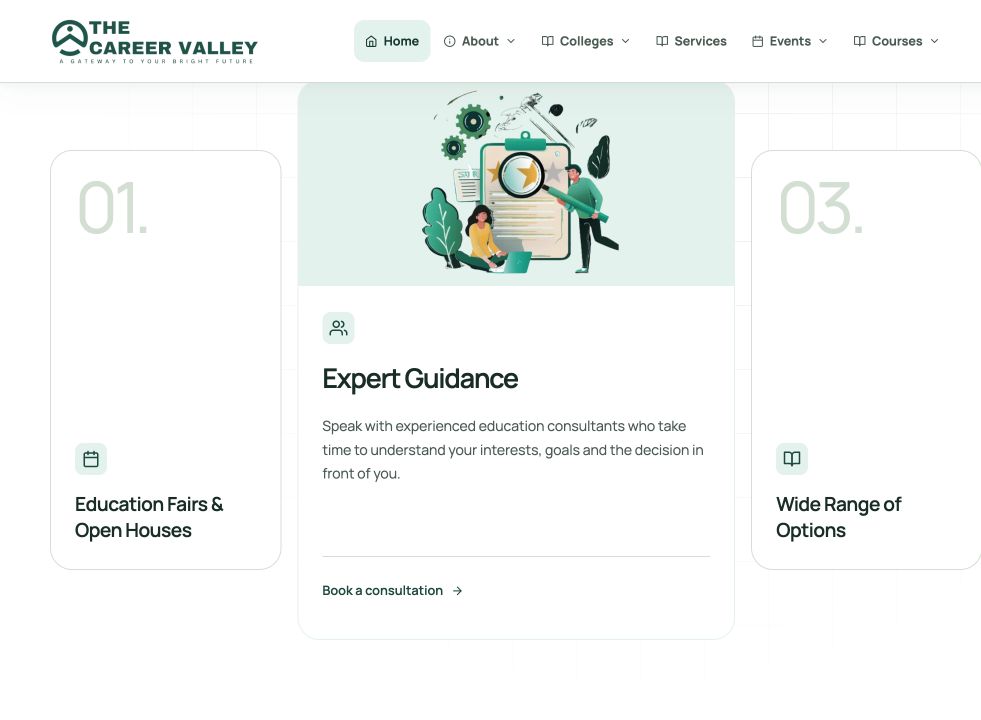 THE
CAREER VALLEY
A GATEWAY TO YOUR BRIGHT FUTURE
Home
About
Colleges
Services
Events
Courses
01.
Education Fairs &
Open Houses
Expert Guidance
Speak with experienced education consultants who take
time to understand your interests, goals and the decision in
front of you.
Book a consultation
03.
Wide Range of
Options